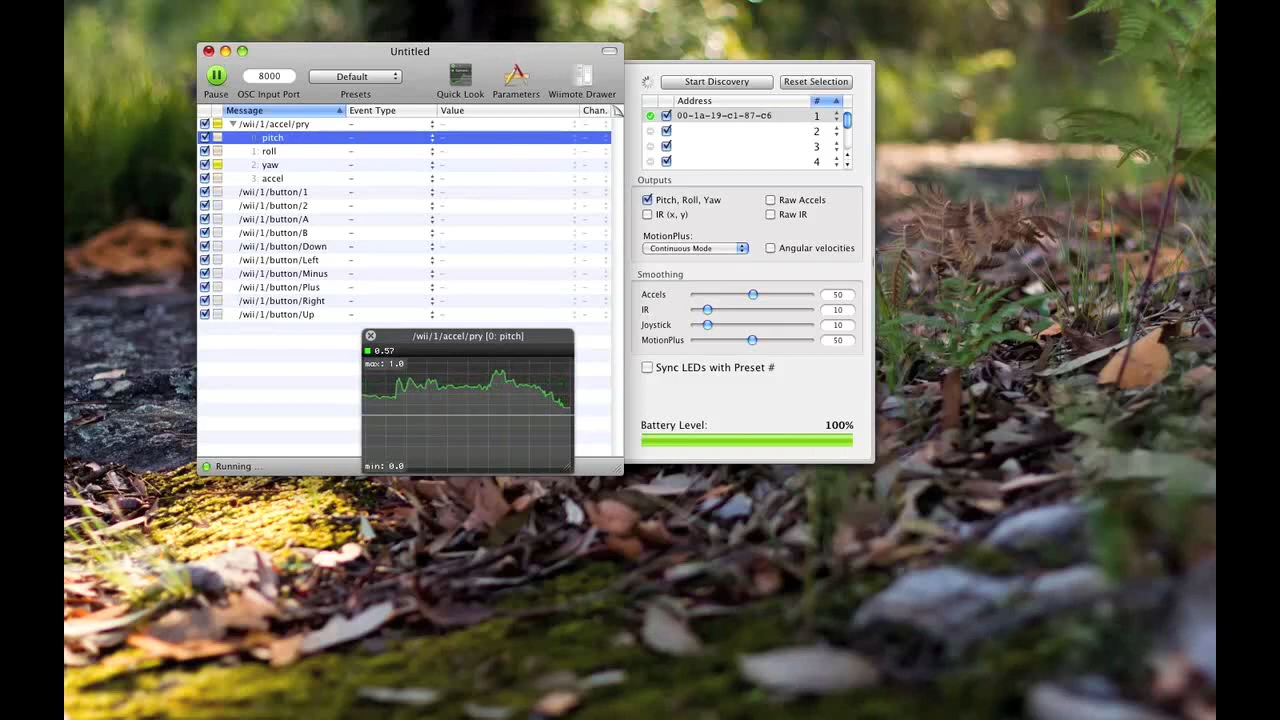 Untitled
8000 Default
Pause OSC Input Port Presets Quick Look Parameters Wiimote Drawer
Message Event Type Value Chan.
/wii/1/accel/pry –
0. pitch –
1. roll –
2. yaw –
3. accel –
/wii/1/button/1 –
/wii/1/button/2 –
/wii/1/button/A –
/wii/1/button/B –
/wii/1/button/Down –
/wii/1/button/Left –
/wii/1/button/Minus –
/wii/1/button/Plus –
/wii/1/button/Right –
/wii/1/button/Up –
/wii/1/accel/pry [0: pitch]
0.57
max: 1.0
min: 0.0
Running ...
Start Discovery Reset Selection
Address #
00-1a-19-c1-87-c6 1
2
3
4
Outputs
Pitch, Roll, Yaw Raw Accels
IR (x, y) Raw IR
MotionPlus:
Continuous Mode Angular velocities
Smoothing
Accels 50
IR 10
Joystick 10
MotionPlus 50
Sync LEDs with Preset #
Battery Level: 100%